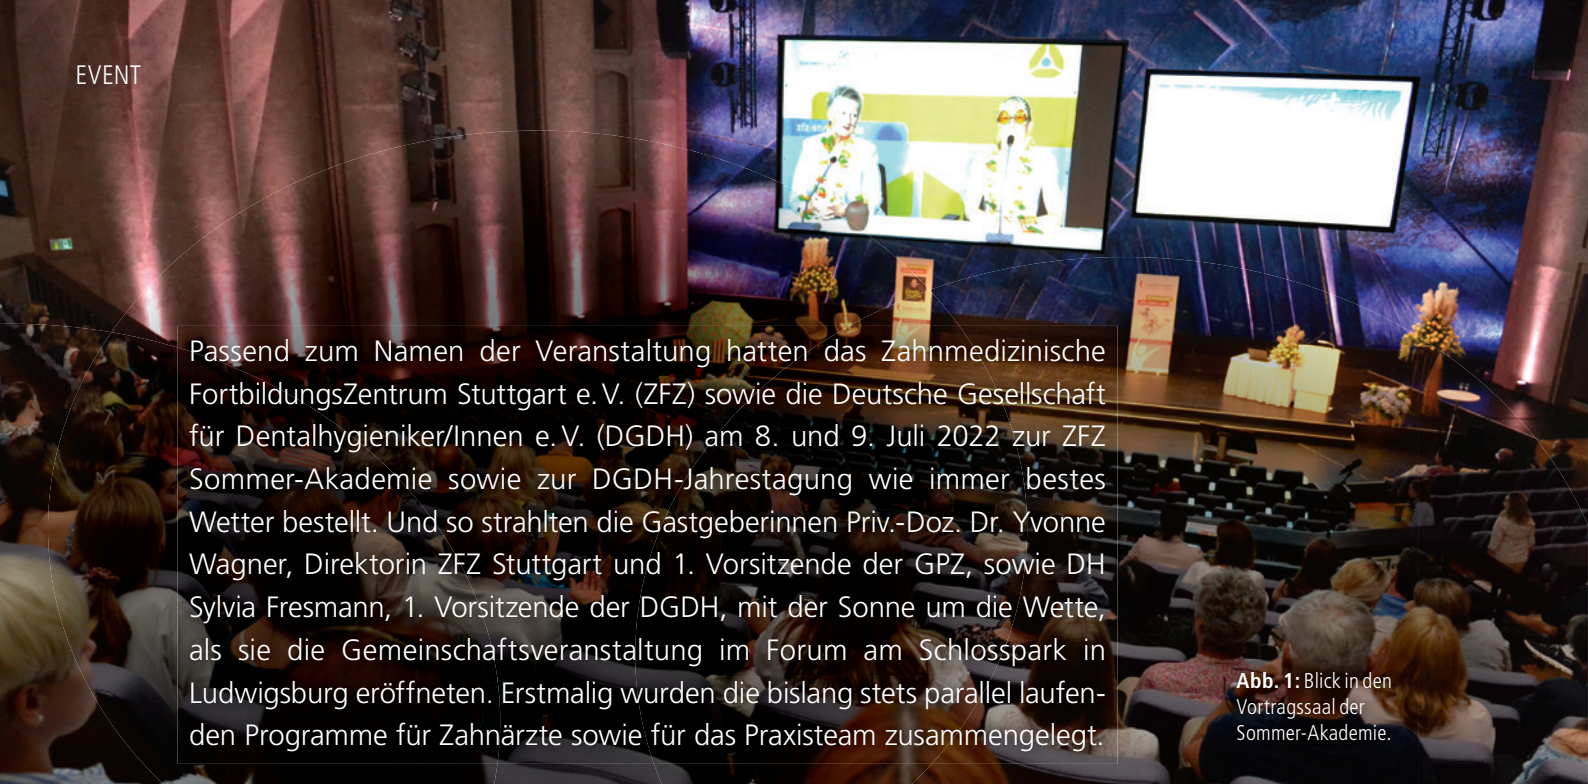 EVENT
Passend zum Namen der Veranstaltung hatten das Zahnmedizinische
FortbildungsZentrum Stuttgart e. V. (ZFZ) sowie die Deutsche Gesellschaft
für Dentalhygieniker/Innen e. V. (DGDH) am 8. und 9. Juli 2022 zur ZFZ
Sommer-Akademie sowie zur DGDH-Jahrestagung wie immer bestes
Wetter bestellt. Und so strahlten die Gastgeberinnen Priv.-Doz. Dr. Yvonne
Wagner, Direktorin ZFZ Stuttgart und 1. Vorsitzende der GPZ, sowie DH
Sylvia Fresmann, 1. Vorsitzende der DGDH, mit der Sonne um die Wette,
als sie die Gemeinschaftsveranstaltung im Forum am Schlosspark in
Ludwigsburg eröffneten. Erstmalig wurden die bislang stets parallel laufen-
den Programme für Zahnärzte sowie für das Praxisteam zusammengelegt.
Abb. 1: Blick in den
Vortragssaal der
Sommer-Akademie.